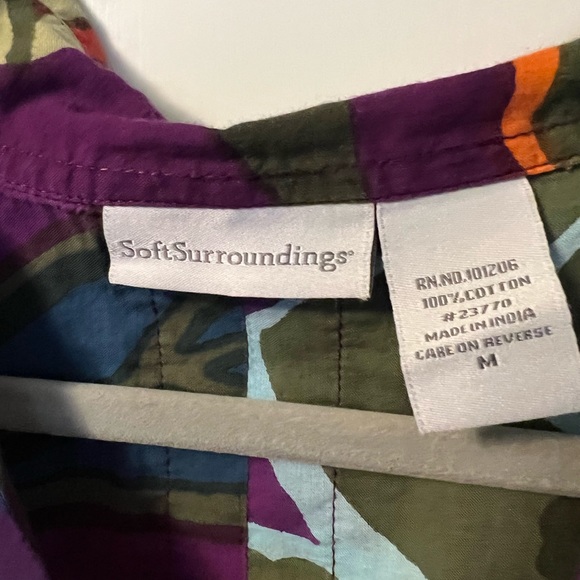 SoftSurroundings®
RN.NO.101206
100% COTTON
#23770
MADE IN INDIA
CARE ON REVERSE
M